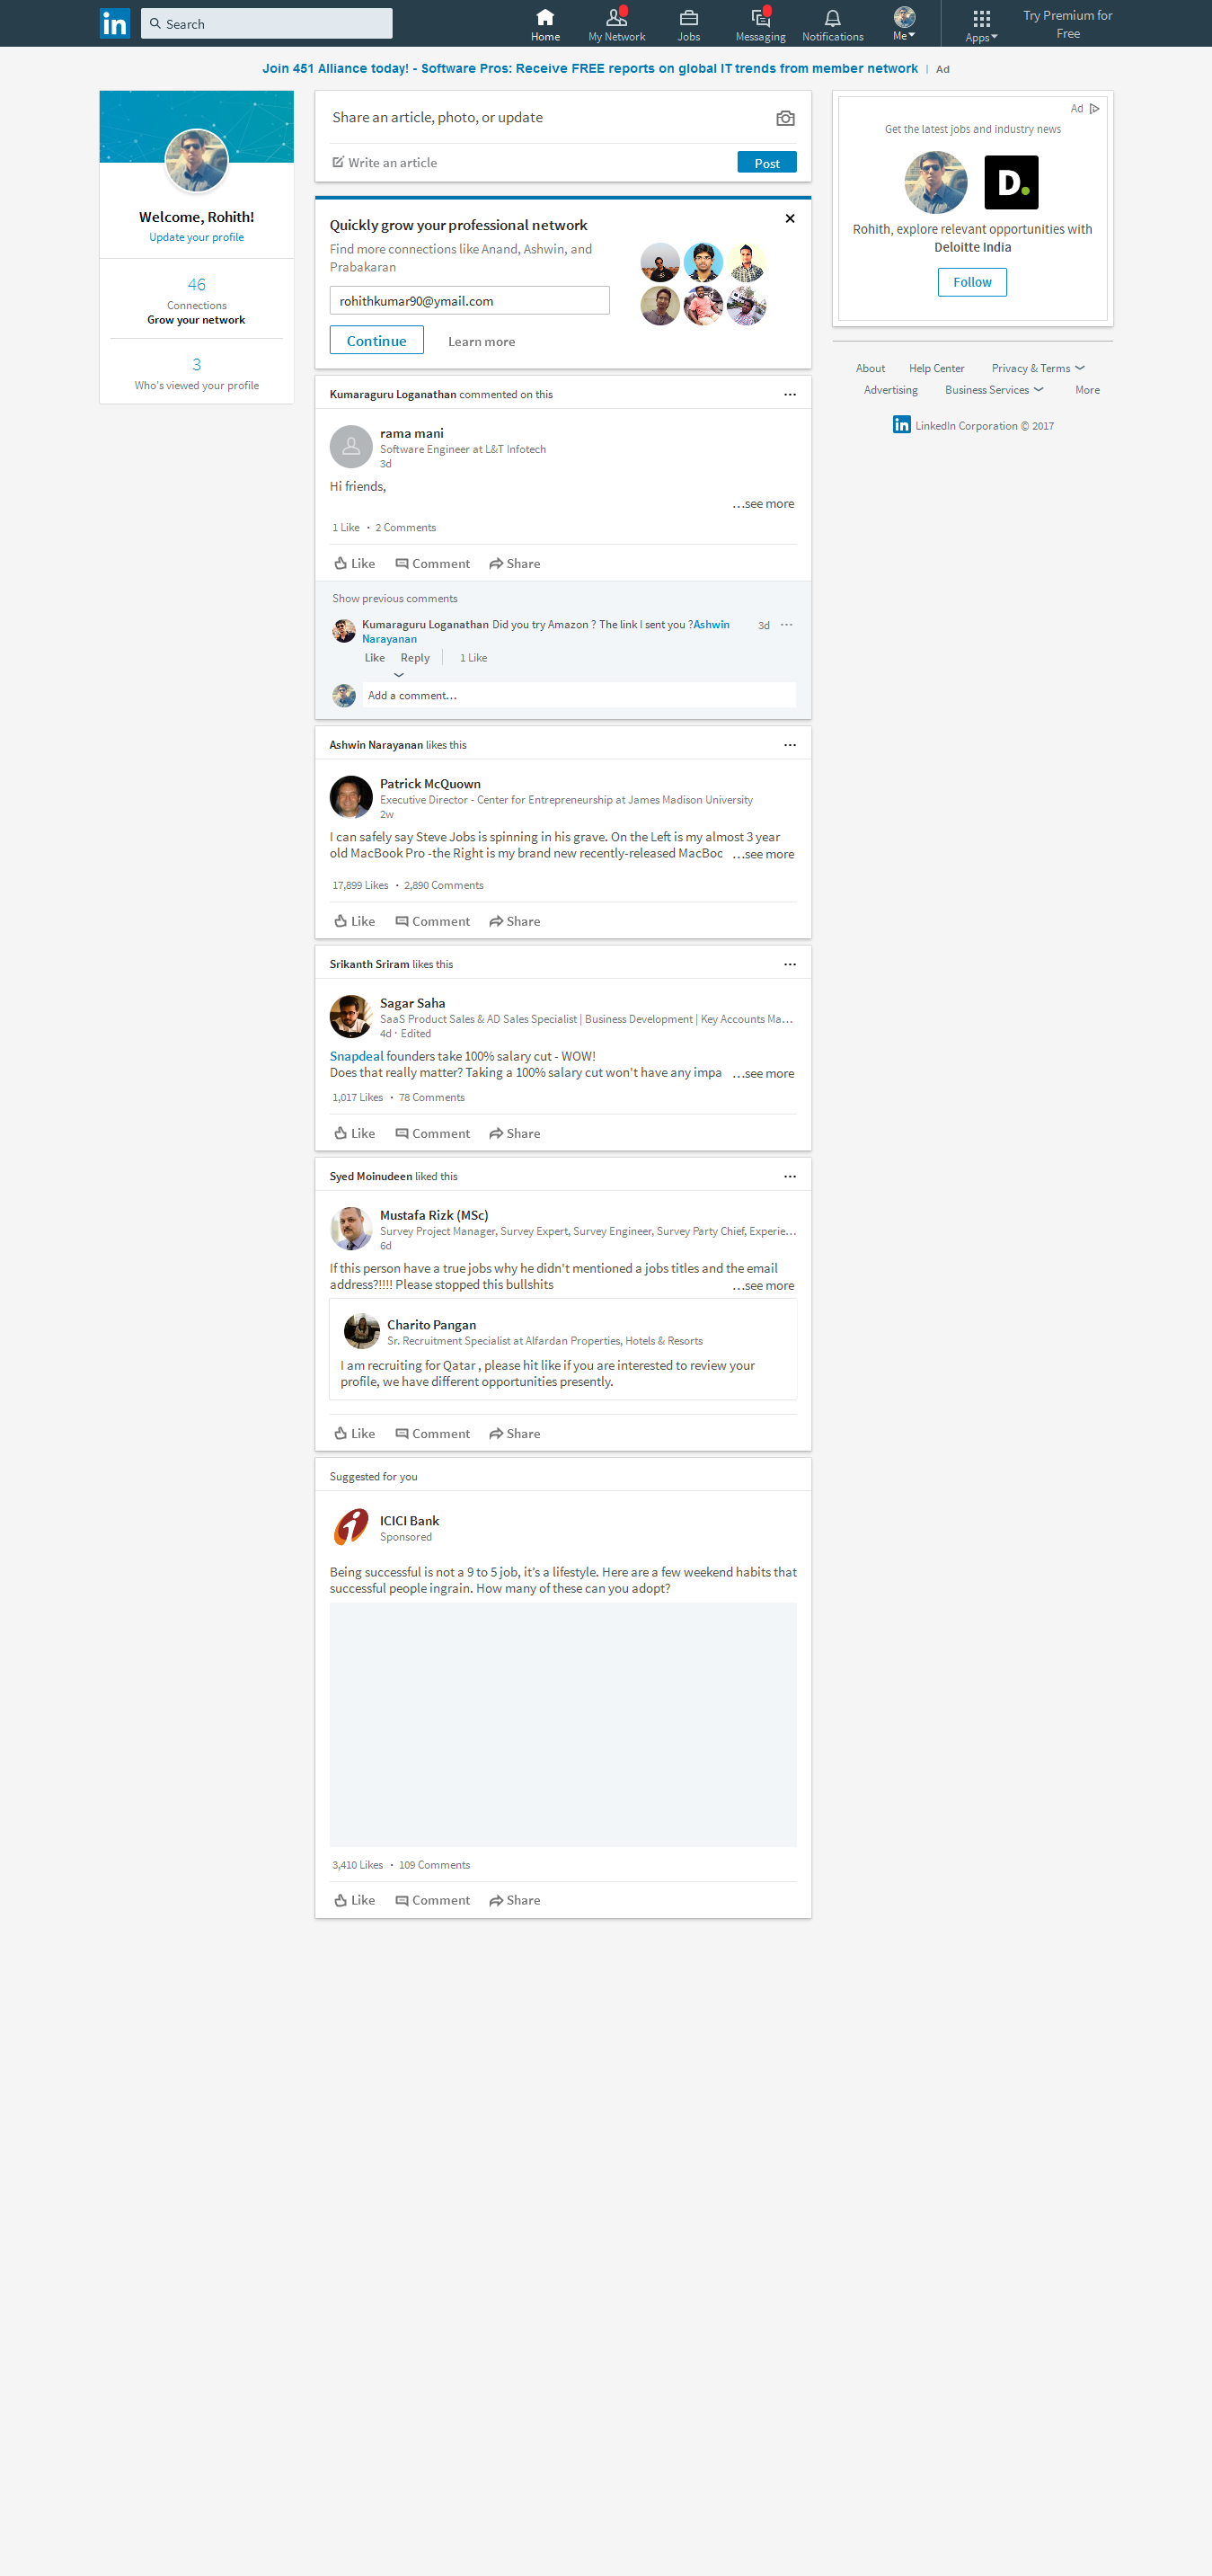 in
Search
Home
My Network
Jobs
Messaging
Notifications
Me
Apps
Try Premium for
Free
Join 451 Alliance today! - Software Pros: Receive FREE reports on global IT trends from member network | Ad
Welcome, Rohith!
Update your profile
46
Connections
Grow your network
3
Who's viewed your profile
Share an article, photo, or update
Write an article
Post
Quickly grow your professional network
Find more connections like Anand, Ashwin, and
Prabakaran
rohithkumar90@ymail.com
Continue
Learn more
Kumaraguru Loganathan commented on this
rama mani
Software Engineer at L&T Infotech
3d
Hi friends,
…see more
1 Like • 2 Comments
Like Comment Share
Show previous comments
Kumaraguru Loganathan Did you try Amazon ? The link I sent you ?Ashwin
Narayanan
3d
Like Reply 1 Like
Add a comment…
Ashwin Narayanan likes this
Patrick McQuown
Executive Director - Center for Entrepreneurship at James Madison University
2w
I can safely say Steve Jobs is spinning in his grave. On the Left is my almost 3 year
old MacBook Pro -the Right is my brand new recently-released MacBoc …see more
17,899 Likes • 2,890 Comments
Like Comment Share
Srikanth Sriram likes this
Sagar Saha
SaaS Product Sales & AD Sales Specialist | Business Development | Key Accounts Ma…
4d · Edited
Snapdeal founders take 100% salary cut - WOW!
Does that really matter? Taking a 100% salary cut won't have any impa …see more
1,017 Likes • 78 Comments
Like Comment Share
Syed Moinudeen liked this
Mustafa Rizk (MSc)
Survey Project Manager, Survey Expert, Survey Engineer, Survey Party Chief, Experie…
6d
If this person have a true jobs why he didn't mentioned a jobs titles and the email
address?!!!! Please stopped this bullshits …see more
Charito Pangan
Sr. Recruitment Specialist at Alfardan Properties, Hotels & Resorts
I am recruiting for Qatar , please hit like if you are interested to review your
profile, we have different opportunities presently.
Like Comment Share
Suggested for you
ICICI Bank
Sponsored
Being successful is not a 9 to 5 job, it's a lifestyle. Here are a few weekend habits that
successful people ingrain. How many of these can you adopt?
3,410 Likes • 109 Comments
Like Comment Share
Ad
Get the latest jobs and industry news
D.
Rohith, explore relevant opportunities with
Deloitte India
Follow
About Help Center Privacy & Terms
Advertising Business Services More
in LinkedIn Corporation © 2017